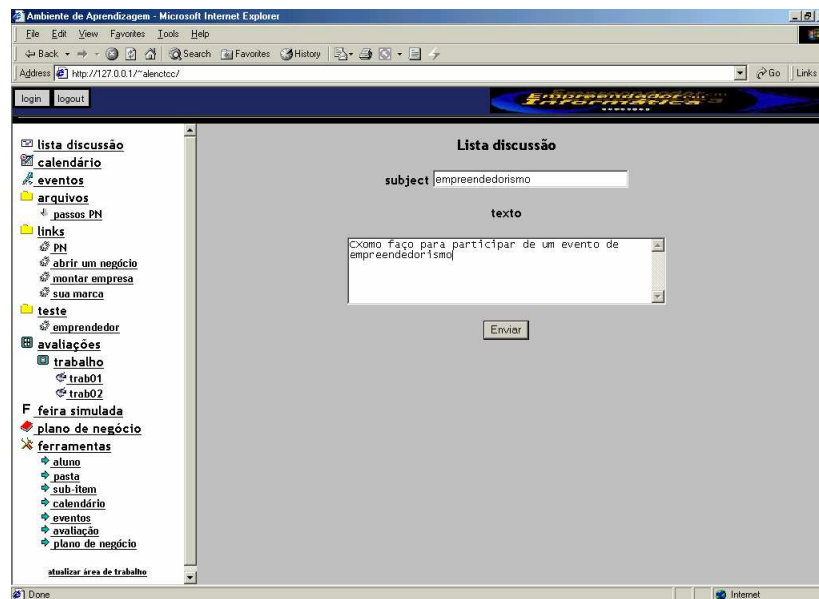 Ambiente de Aprendizagem - Microsoft Internet Explorer
File Edit View Favorites Tools Help
Back Search Favorites History
Address http://127.0.0.1/~alenctcc/ Go Links
login logout
Empreendedor em
Informática
lista discussão
calendário
eventos
arquivos
passos PN
links
PN
abrir um negócio
montar empresa
sua marca
teste
emprendedor
avaliações
trabalho
trab01
trab02
F feira simulada
plano de negócio
ferramentas
aluno
pasta
sub-item
calendário
eventos
avaliação
plano de negócio
atualizar área de trabalho
Lista discussão
subject empreendedorismo
texto
CXomo faço para participar de um evento de
empreendedorismo
Enviar
Done Internet